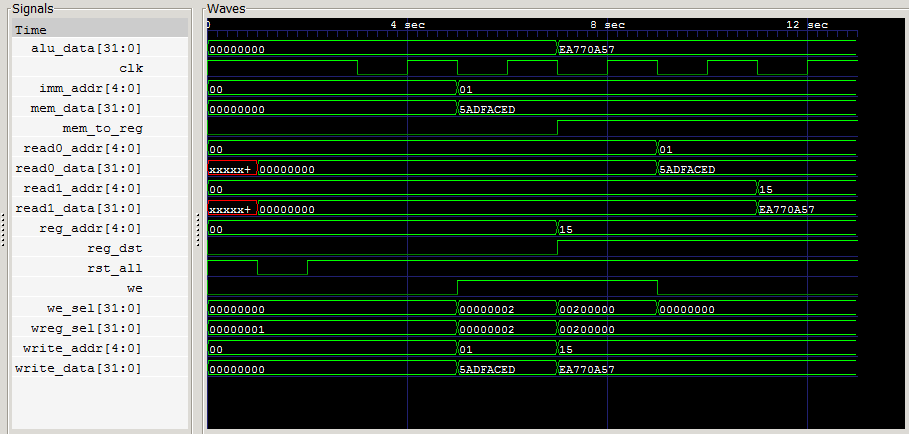 Signals
Waves
Time
0 4 sec 8 sec 12 sec
alu_data[31:0] 00000000 EA770A57
clk
imm_addr[4:0] 00 01
mem_data[31:0] 00000000 5ADFACED
mem_to_reg
read0_addr[4:0] 00 01
read0_data[31:0] xxxxx+ 00000000 5ADFACED
read1_addr[4:0] 00 15
read1_data[31:0] xxxxx+ 00000000 EA770A57
reg_addr[4:0] 00 15
reg_dst
rst_all
we
we_sel[31:0] 00000000 00000002 00200000 00000000
wreg_sel[31:0] 00000001 00000002 00200000
write_addr[4:0] 00 01 15
write_data[31:0] 00000000 5ADFACED EA770A57